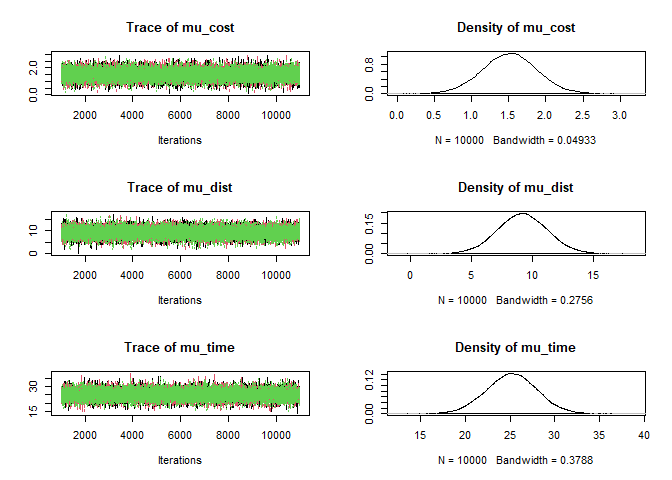 Trace of mu_cost
Density of mu_cost
0.0 2.0
0.0 0.8
2000 4000 6000 8000 10000
0.0 0.5 1.0 1.5 2.0 2.5 3.0
Iterations
N = 10000 Bandwidth = 0.04933
Trace of mu_dist
Density of mu_dist
0 10
0.00 0.15
2000 4000 6000 8000 10000
0 5 10 15
Iterations
N = 10000 Bandwidth = 0.2756
Trace of mu_time
Density of mu_time
15 30
0.00 0.12
2000 4000 6000 8000 10000
15 20 25 30 35 40
Iterations
N = 10000 Bandwidth = 0.3788